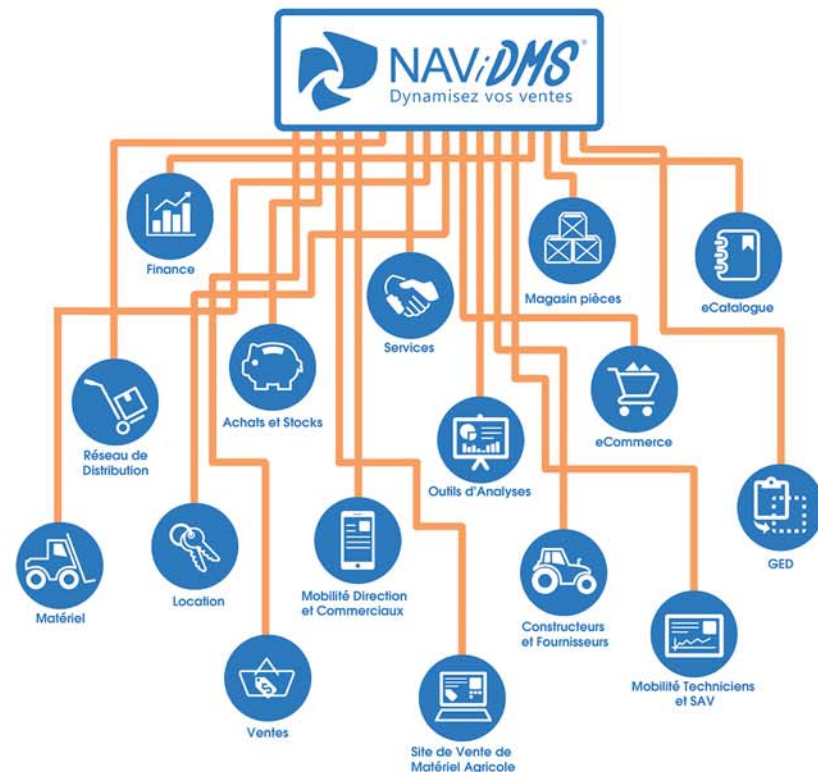 NAViDMS®
Dynamisez vos ventes
Finance
Magasin pièces
eCatalogue
Services
Achats et Stocks
eCommerce
Réseau de
Distribution
Outils d'Analyses
GED
Matériel
Location
Mobilité Direction
et Commerciaux
Constructeurs
et Fournisseurs
Mobilité Techniciens
et SAV
Ventes
Site de Vente de
Matériel Agricole